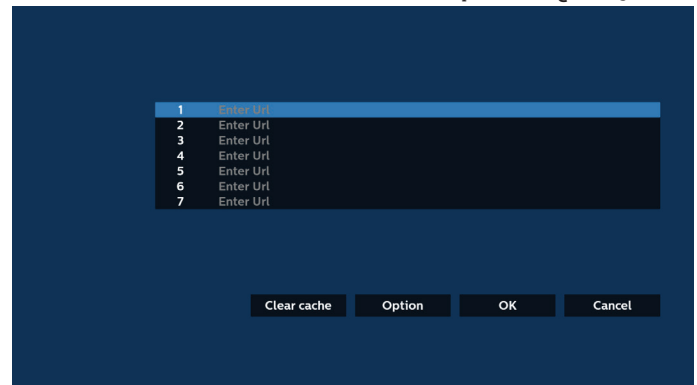 1 Enter Url
2 Enter Url
3 Enter Url
4 Enter Url
5 Enter Url
6 Enter Url
7 Enter Url
Clear cache Option OK Cancel